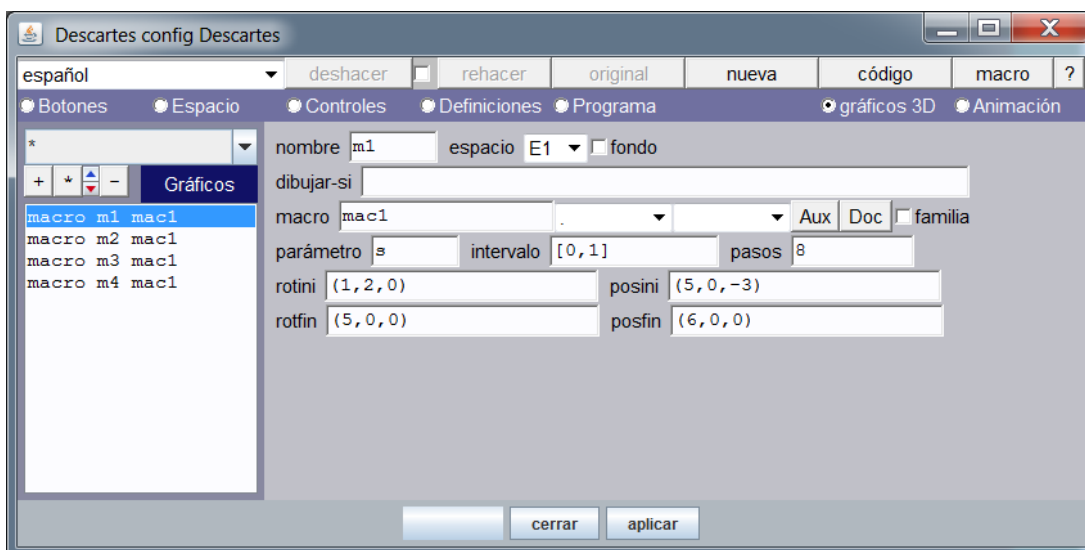 Descartes config Descartes
español deshacer rehacer original nueva código macro ?
Botones Espacio Controles Definiciones Programa gráficos 3D Animación
* nombre m1 espacio E1 fondo
+ * - Gráficos dibujar-si
macro m1 mac1 macro mac1 . Aux Doc familia
macro m2 mac1
macro m3 mac1 parámetro s intervalo [0,1] pasos 8
macro m4 mac1 rotini (1,2,0) posini (5,0,-3)
rotfin (5,0,0) posfin (6,0,0)
cerrar aplicar